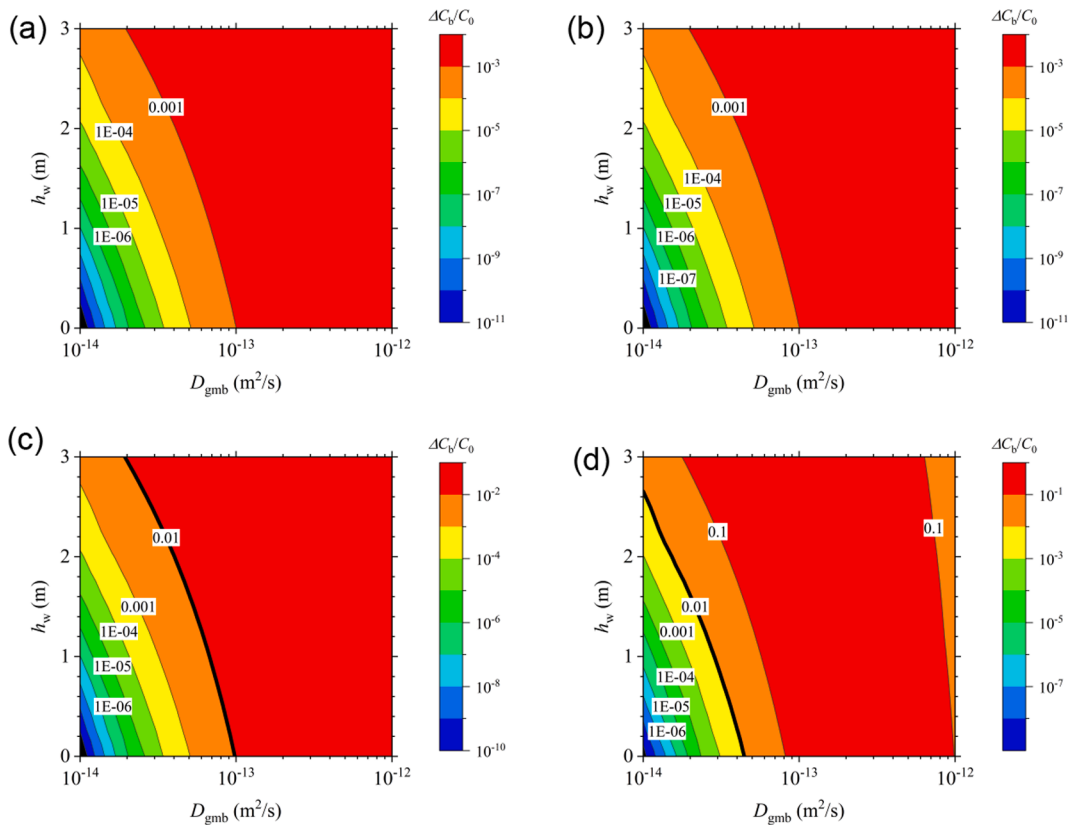 (a)
ΔC_b/C_0
3
2
1
0
h_w (m)
0.001
1E-04
1E-05
1E-06
10^-14
10^-13
10^-12
D_gmb (m^2/s)
10^-3
10^-5
10^-7
10^-9
10^-11
(b)
ΔC_b/C_0
3
2
1
0
h_w (m)
0.001
1E-04
1E-05
1E-06
1E-07
10^-14
10^-13
10^-12
D_gmb (m^2/s)
10^-3
10^-5
10^-7
10^-9
10^-11
(c)
ΔC_b/C_0
3
2
1
0
h_w (m)
0.01
0.001
1E-04
1E-05
1E-06
10^-14
10^-13
10^-12
D_gmb (m^2/s)
10^-2
10^-4
10^-6
10^-8
10^-10
(d)
ΔC_b/C_0
3
2
1
0
h_w (m)
0.1
0.1
0.01
0.001
1E-04
1E-05
1E-06
10^-14
10^-13
10^-12
D_gmb (m^2/s)
10^-1
10^-3
10^-5
10^-7